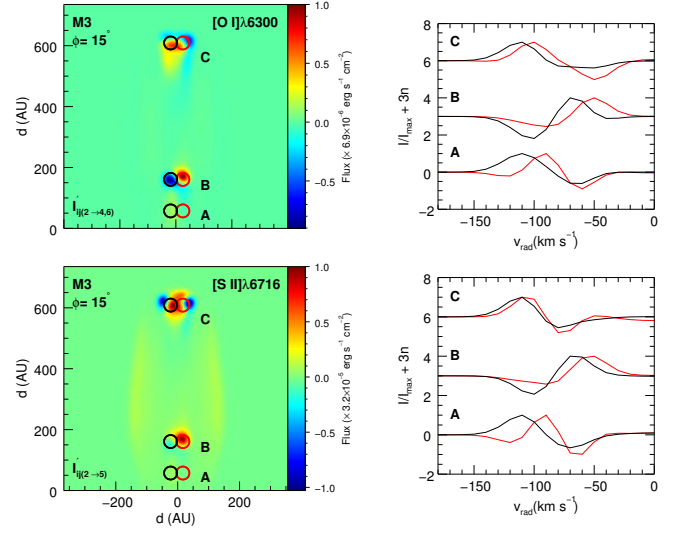 M3
[O I]λ6300
ϕ= 15°
C
B
A
I'ij(2→4,6)
d (AU)
0
200
400
600
1.0
0.5
0.0
−0.5
Flux (× 6.9×10⁻⁶ erg s⁻¹ cm⁻²)
C
B
A
I/Imax + 3n
−2
0
2
4
6
8
−150
−100
−50
0
vrad(km s⁻¹)
M3
[S II]λ6716
ϕ= 15°
C
B
A
I'ij(2→5)
d (AU)
0
200
400
600
−200
0
200
d (AU)
1.0
0.5
0.0
−0.5
−1.0
Flux (× 3.2×10⁻⁵ erg s⁻¹ cm⁻²)
C
B
A
I/Imax + 3n
−2
0
2
4
6
8
−150
−100
−50
0
vrad(km s⁻¹)